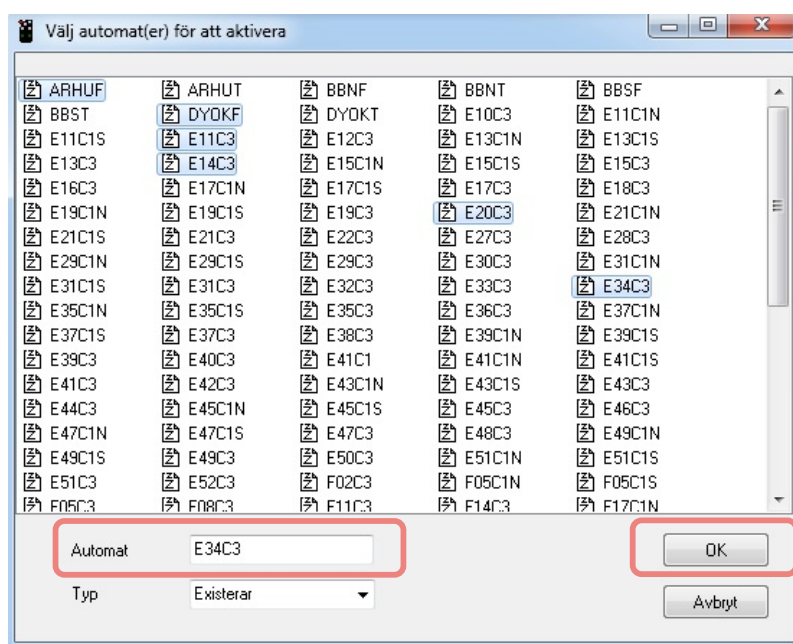 Välj automat(er) för att aktivera
ARHUF ARHUT BBNF BBNT BBSF
BBST DYOKF DYOKT E10C3 E11C1N
E11C1S E11C3 E12C3 E13C1N E13C1S
E13C3 E14C3 E15C1N E15C1S E15C3
E16C3 E17C1N E17C1S E17C3 E18C3
E19C1N E19C1S E19C3 E20C3 E21C1N
E21C1S E21C3 E22C3 E27C3 E28C3
E29C1N E29C1S E29C3 E30C3 E31C1N
E31C1S E31C3 E32C3 E33C3 E34C3
E35C1N E35C1S E35C3 E36C3 E37C1N
E37C1S E37C3 E38C3 E39C1N E39C1S
E39C3 E40C3 E41C1 E41C1N E41C1S
E41C3 E42C3 E43C1N E43C1S E43C3
E44C3 E45C1N E45C1S E45C3 E46C3
E47C1N E47C1S E47C3 E48C3 E49C1N
E49C1S E49C3 E50C3 E51C1N E51C1S
E51C3 E52C3 F02C3 F05C1N F05C1S
F05C3 F08C3 F11C3 F14C3 F17C1N
Automat E34C3 OK
Typ Existerar Avbryt